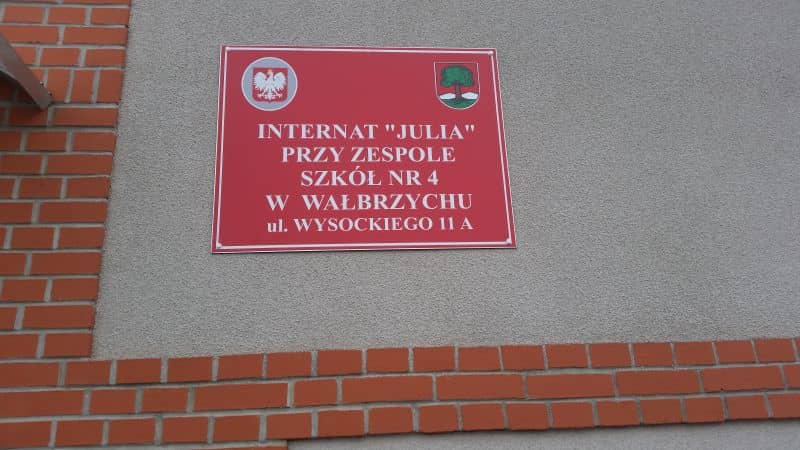 INTERNAT "JULIA"
PRZY ZESPOLE
SZKÓŁ NR 4
W WAŁBRZYCHU
ul. WYSOCKIEGO 11 A